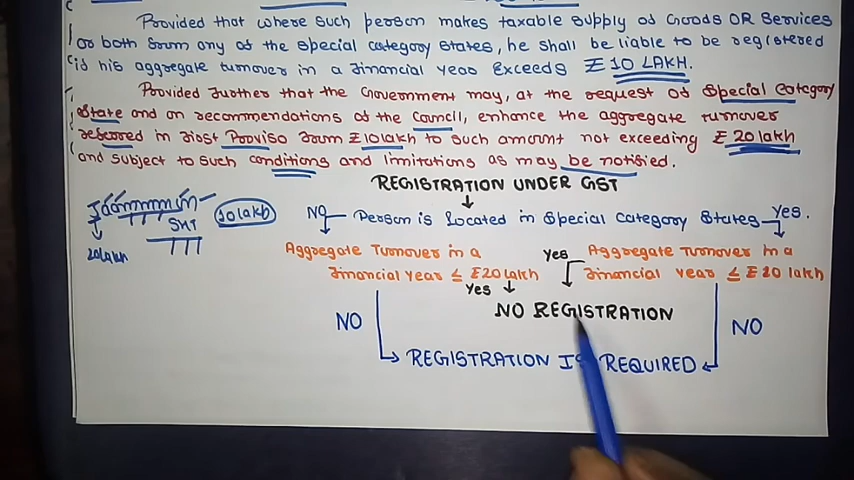 Provided that where such person makes taxable supply of Goods OR Services
or both from any of the special category states, he shall be liable to be registered
if his aggregate turnover in a financial year exceeds ₹ 10 LAKH.
Provided further that the Government may, at the request of special category
state and on recommendations of the Council, enhance the aggregate turnover
referred in first Proviso from ₹10lakh to such amount not exceeding ₹ 20 lakh
and subject to such conditions and limitations as may be notified.
REGISTRATION UNDER GST
NO Person is located in Special Category States Yes.
Aggregate Turnover in a
financial year ≤ ₹20 lakh
Yes
Yes
Aggregate Turnover in a
financial year ≤ ₹ 20 lakh
NO REGISTRATION
NO
NO
REGISTRATION IS REQUIRED
10 lakh
20 lakh